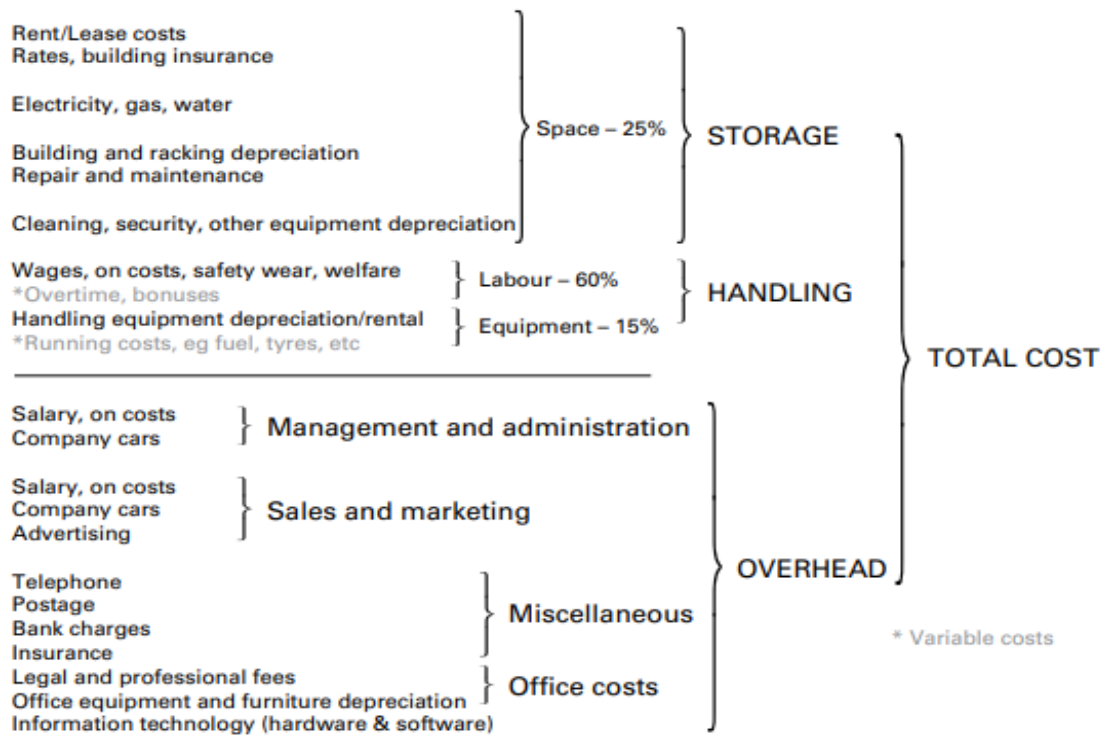 Rent/Lease costs
Rates, building insurance
Electricity, gas, water
Building and racking depreciation
Repair and maintenance
Cleaning, security, other equipment depreciation
Space – 25%
STORAGE
Wages, on costs, safety wear, welfare
*Overtime, bonuses
Labour – 60%
Handling equipment depreciation/rental
*Running costs, eg fuel, tyres, etc
Equipment – 15%
HANDLING
TOTAL COST
Salary, on costs
Company cars
Management and administration
Salary, on costs
Company cars
Advertising
Sales and marketing
Telephone
Postage
Bank charges
Insurance
Miscellaneous
Legal and professional fees
Office equipment and furniture depreciation
Office costs
Information technology (hardware & software)
OVERHEAD
* Variable costs